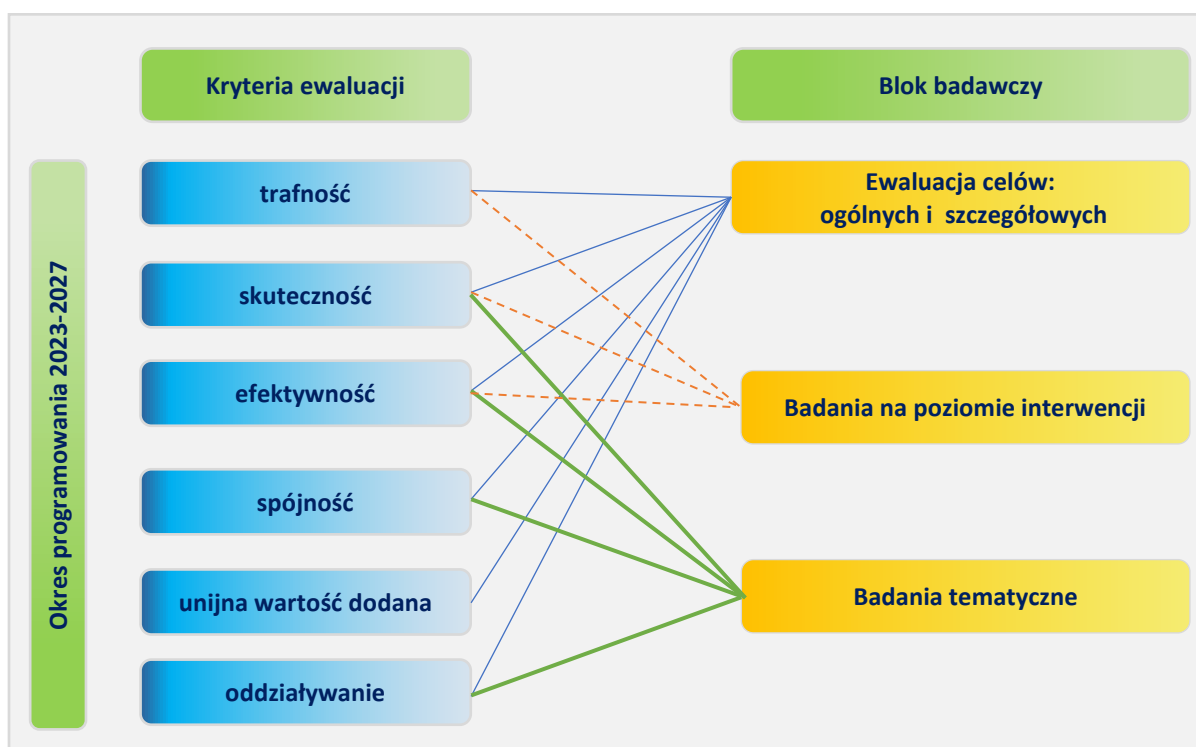 Kryteria ewaluacji
Blok badawczy
Okres programowania 2023-2027
trafność
skuteczność
efektywność
spójność
unijna wartość dodana
oddziaływanie
Ewaluacja celów:
ogólnych i szczegółowych
Badania na poziomie interwencji
Badania tematyczne